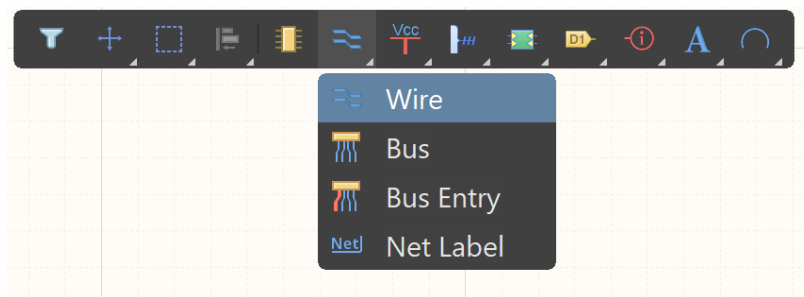 Vcc
D1
A
Wire
Bus
Bus Entry
Net
Net Label